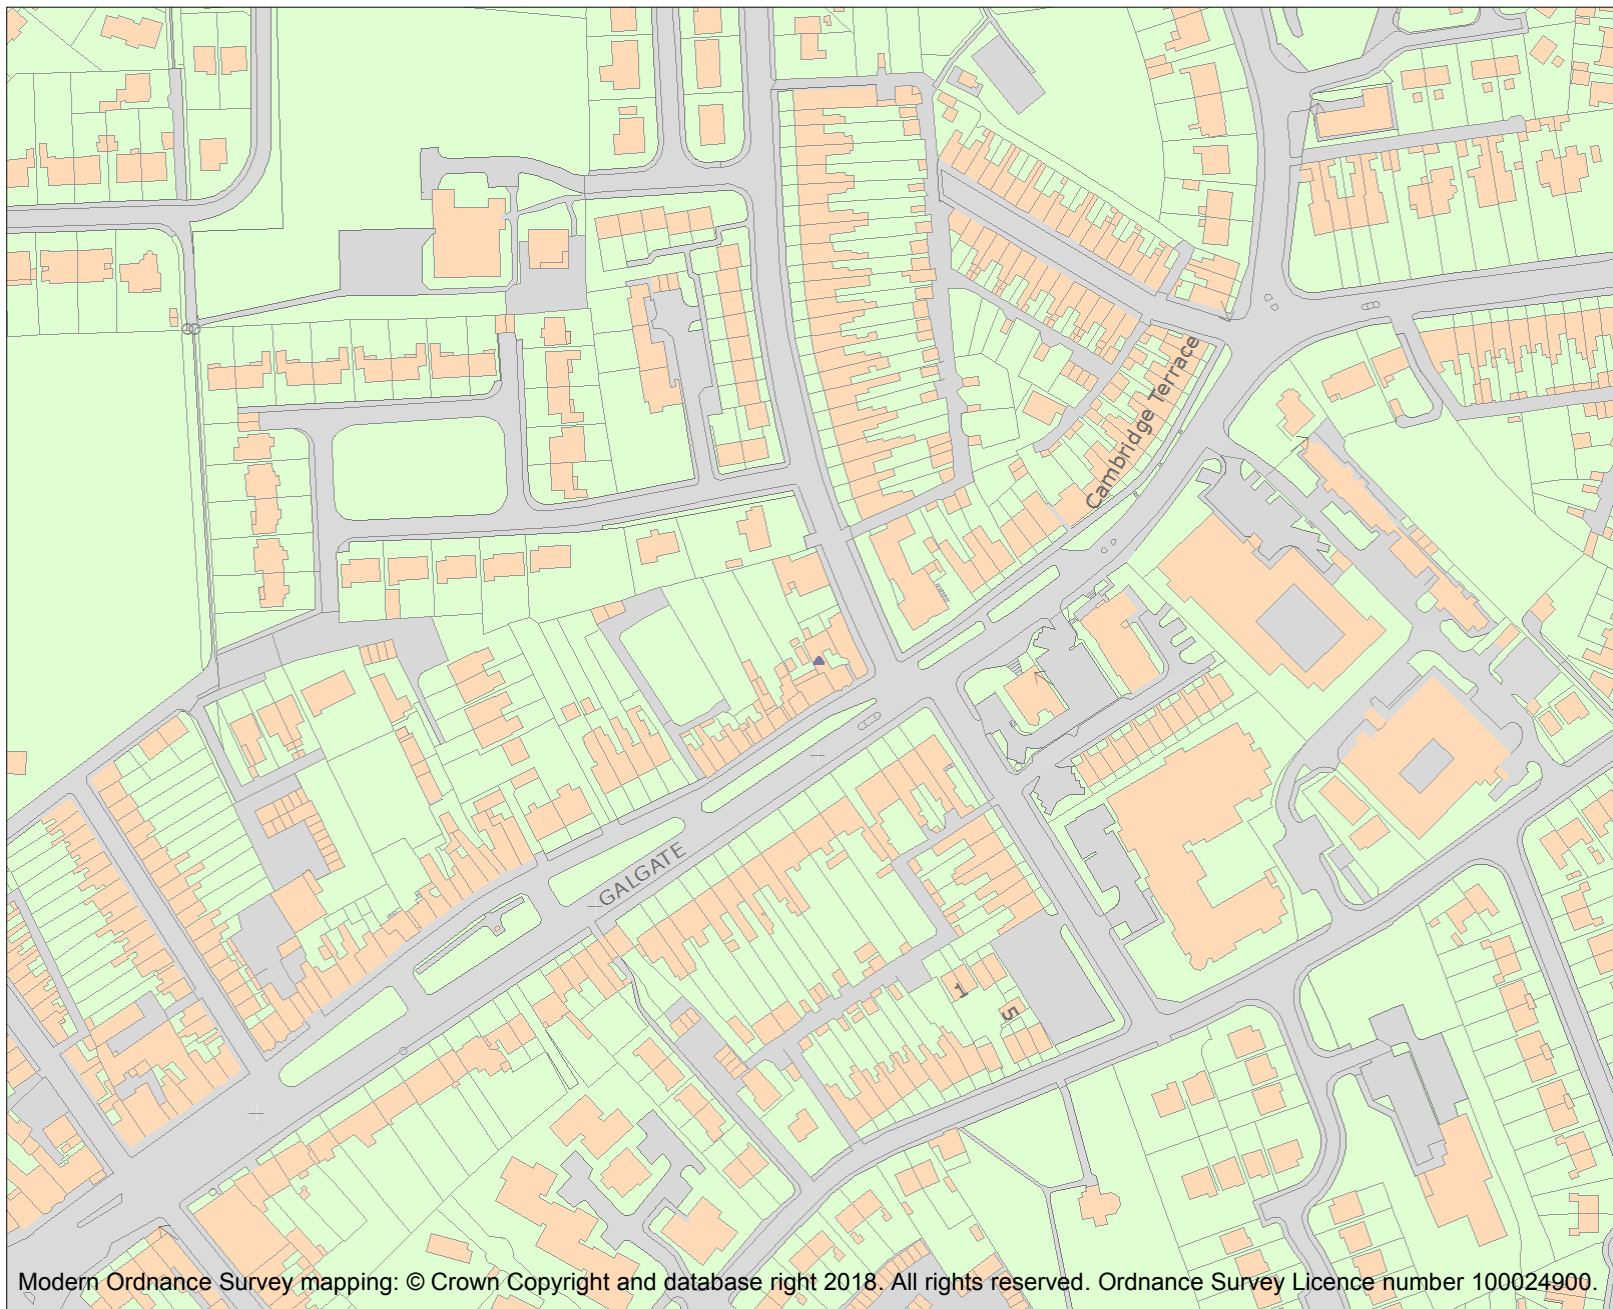 Cambridge Terrace
GALGATE
1
5
Modern Ordnance Survey mapping: © Crown Copyright and database right 2018. All rights reserved. Ordnance Survey Licence number 100024900.